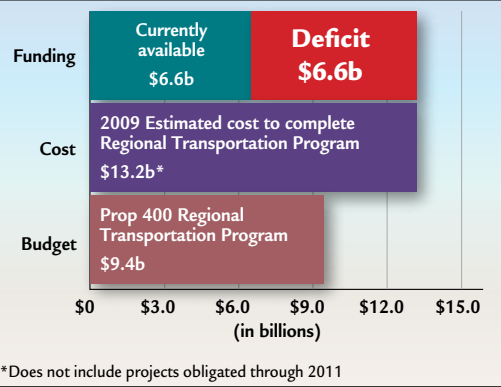 Funding
Currently
available
$6.6b
Deficit
$6.6b
Cost
2009 Estimated cost to complete
Regional Transportation Program
$13.2b*
Budget
Prop 400 Regional
Transportation Program
$9.4b
$0 $3.0 $6.0 $9.0 $12.0 $15.0
(in billions)
*Does not include projects obligated through 2011